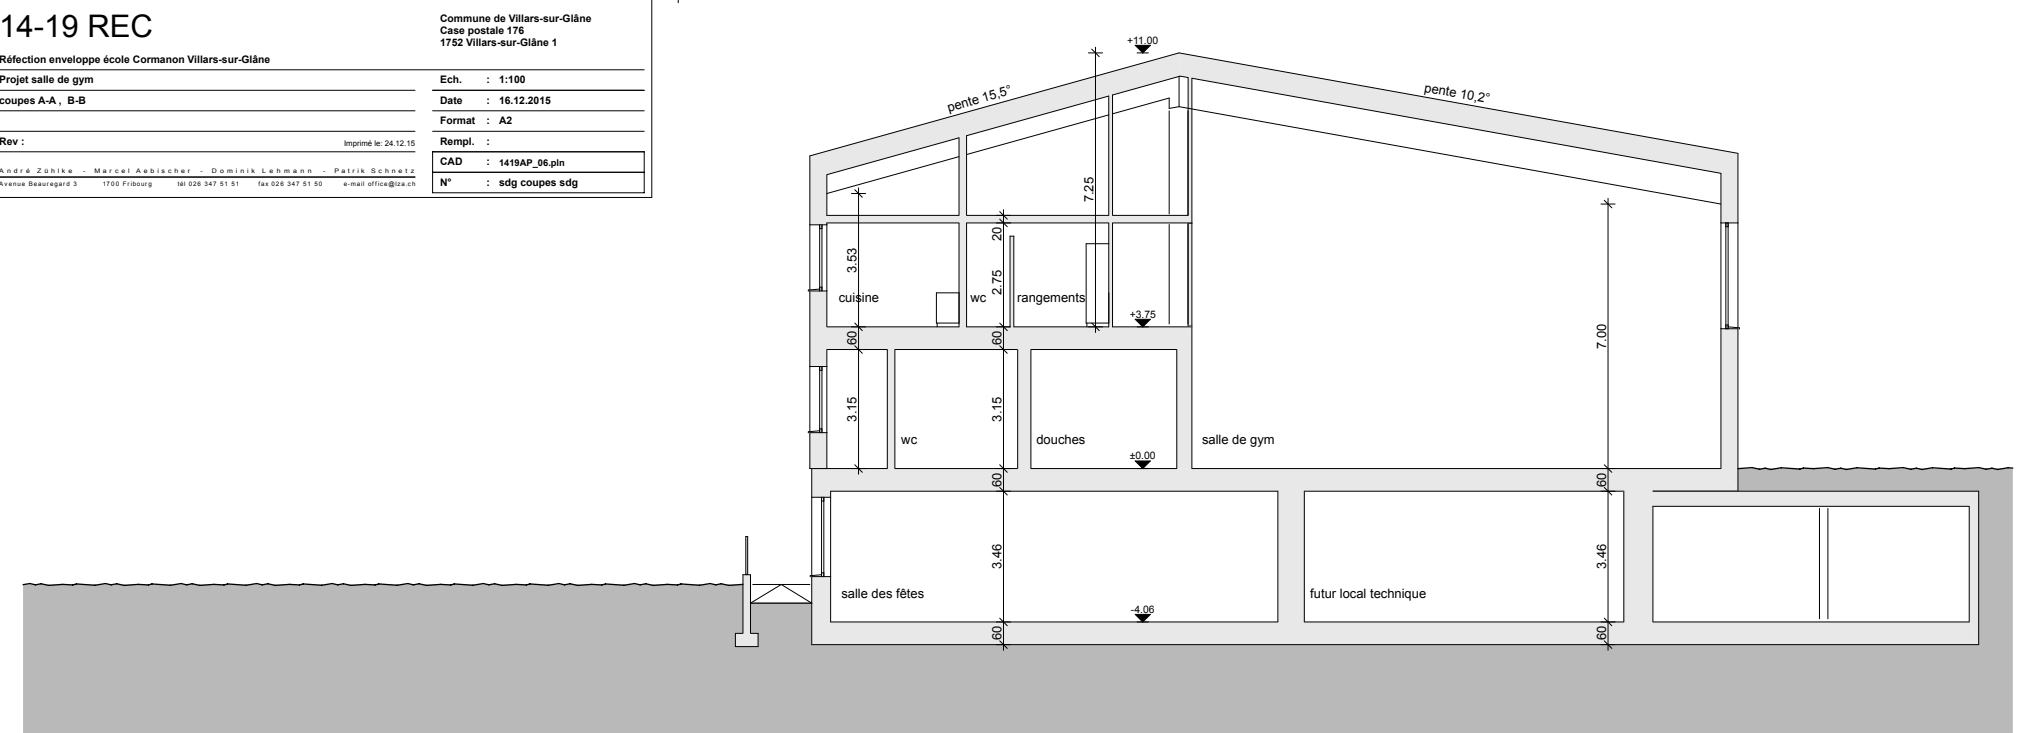 14-19 REC
Réfection enveloppe école Cormanon Villars-sur-Glâne
Projet salle de gym
coupes A-A , B-B
Rev :
Imprimé le: 24.12.15
André Zühlke - Marcel Aebischer - Dominik Lehmann - Patrik Schnetz
Avenue Beauregard 3 1700 Fribourg tél 026 347 51 51 fax 026 347 51 50 e-mail office@lza.ch
Commune de Villars-sur-Glâne
Case postale 176
1752 Villars-sur-Glâne 1
Ech. : 1:100
Date : 16.12.2015
Format : A2
Rempl. :
CAD : 1419AP_06.pln
N° : sdg coupes sdg
+11.00
pente 15,5°
pente 10,2°
7.25
20
3.53
2.75
cuisine
wc
rangements
+3.75
7.00
60
60
3.15
3.15
wc
douches
salle de gym
±0.00
60
60
3.46
3.46
salle des fêtes
futur local technique
-4.06
60
60